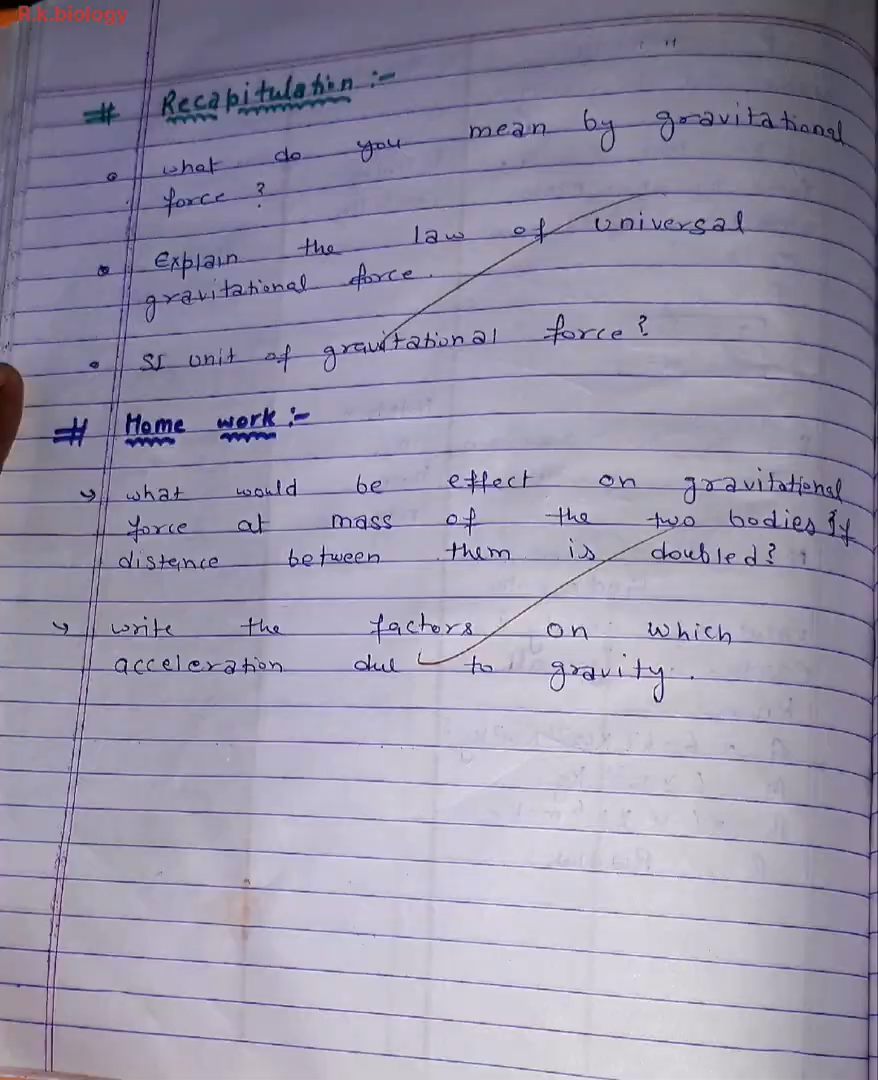 R.k.biology
# Recapitulation :-
• what do you mean by gravitational
force ?
• Explain the law of universal
gravitational force.
• SI unit of gravitational force ?
# Home work :-
→ what would be effect on gravitational
force at mass of the two bodies if
distance between them is doubled ?
→ write the factors on which
acceleration due to gravity.